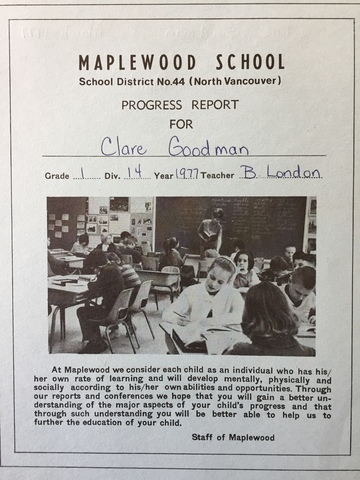 MAPLEWOOD SCHOOL
School District No.44 (North Vancouver)
PROGRESS REPORT
FOR
Clare Goodman
Grade 1 Div. 14 Year 1977 Teacher B. London
At Maplewood we consider each child as an individual who has his/
her own rate of learning and will develop mentally, physically and
socially according to his/her own abilities and opportunities. Through
our reports and conferences we hope that you will gain a better un-
derstanding of the major aspects of your child's progress and that
through such understanding you will be better able to help us to
further the education of your child.
Staff of Maplewood